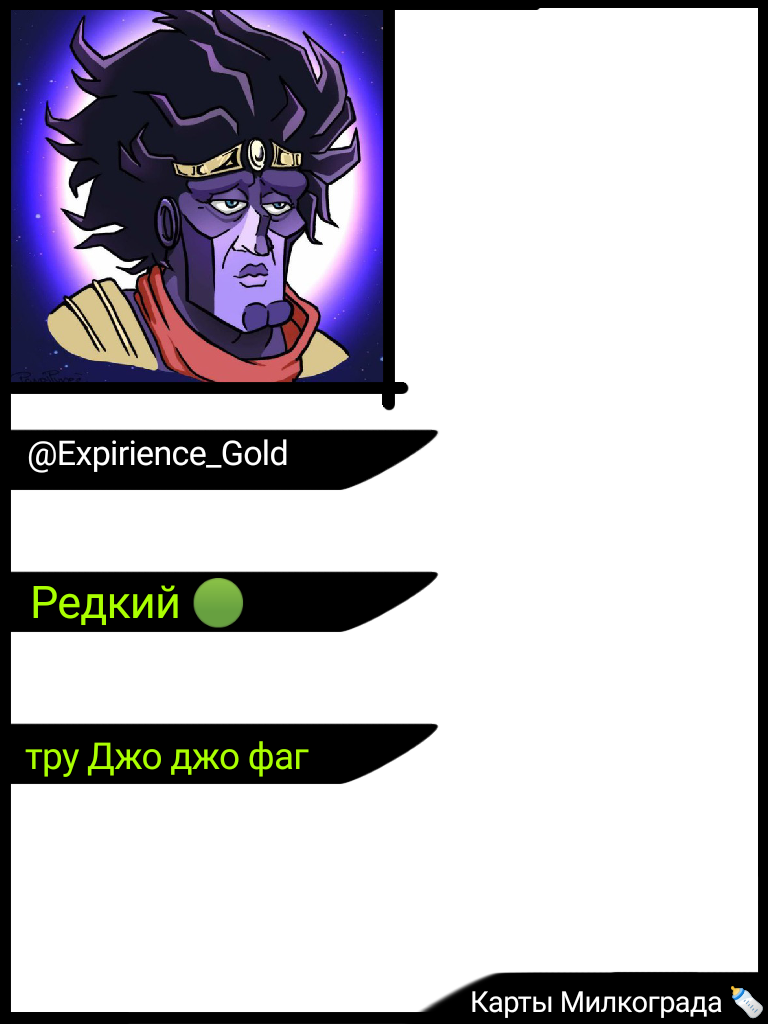 @Expirience_Gold
Редкий 🟢
тру Джо джо фаг
Карты Милкограда 🍼